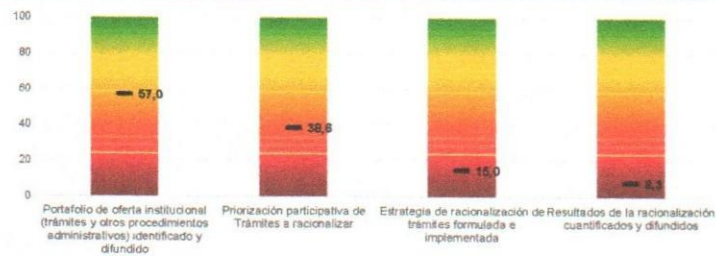 100
80
60
40
20
0
57,0
38,6
15,0
8,3
Portafolio de oferta institucional
(trámites y otros procedimientos
administrativos) identificado y
difundido
Priorización participativa de
Trámites a racionalizar
Estrategia de racionalización de
trámites formulada e
implementada
Resultados de la racionalización
cuantificados y difundidos